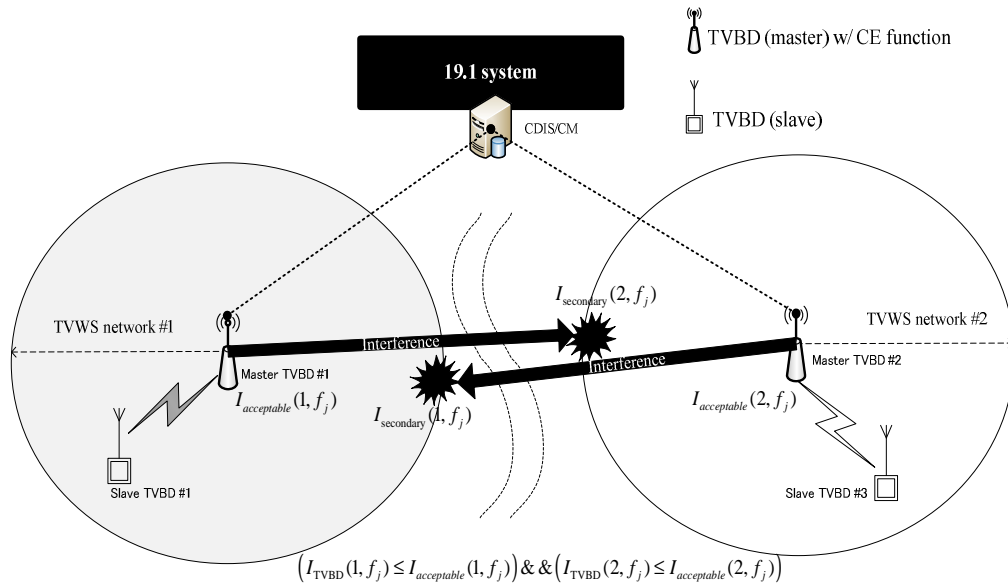 TVBD (master) w/ CE function
19.1 system
TVBD (slave)
CDIS/CM
I_secondary(2, f_j)
TVWS network #1
TVWS network #2
Interference
Interference
Master TVBD #1
Master TVBD #2
I_acceptable(1, f_j)
I_secondary(1, f_j)
I_acceptable(2, f_j)
Slave TVBD #1
Slave TVBD #3
(I_TVBD(1, f_j) ≤ I_acceptable(1, f_j)) & & (I_TVBD(2, f_j) ≤ I_acceptable(2, f_j))